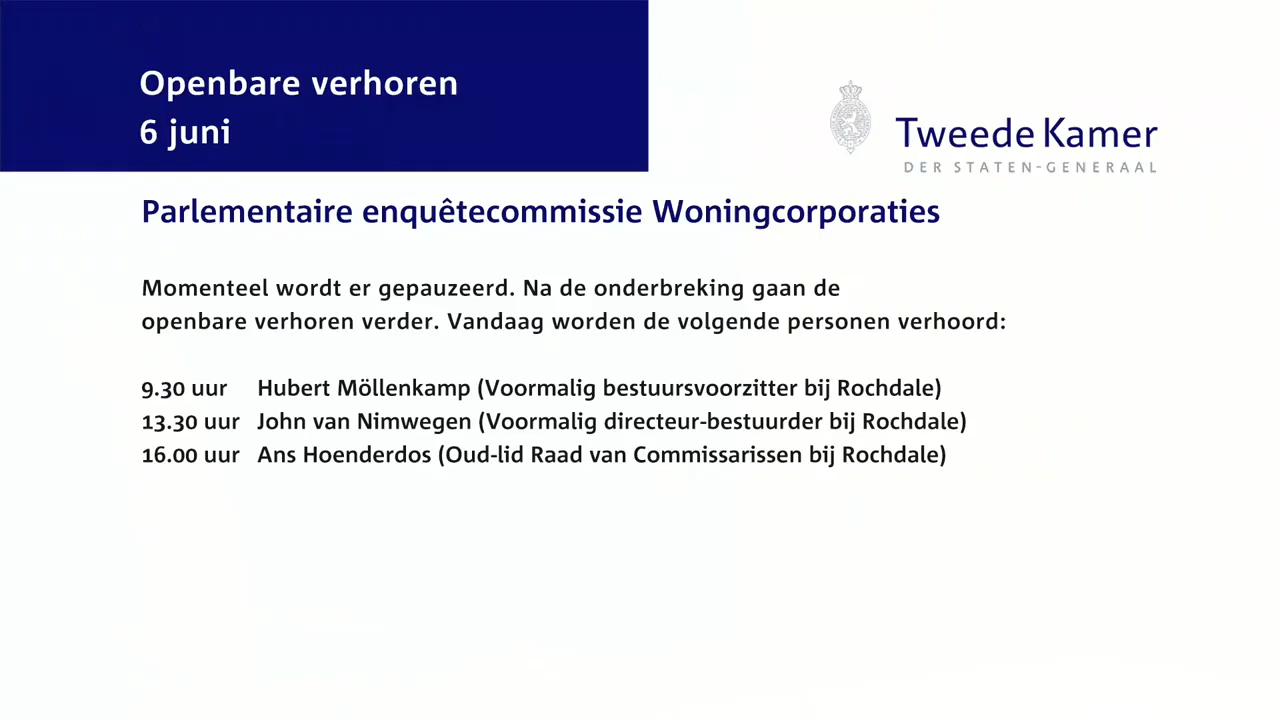 Openbare verhoren
6 juni
Tweede Kamer
DER STATEN-GENERAAL
Parlementaire enquêtecommissie Woningcorporaties
Momenteel wordt er gepauzeerd. Na de onderbreking gaan de
openbare verhoren verder. Vandaag worden de volgende personen verhoord:
9.30 uur Hubert Möllenkamp (Voormalig bestuursvoorzitter bij Rochdale)
13.30 uur John van Nimwegen (Voormalig directeur-bestuurder bij Rochdale)
16.00 uur Ans Hoenderdos (Oud-lid Raad van Commissarissen bij Rochdale)